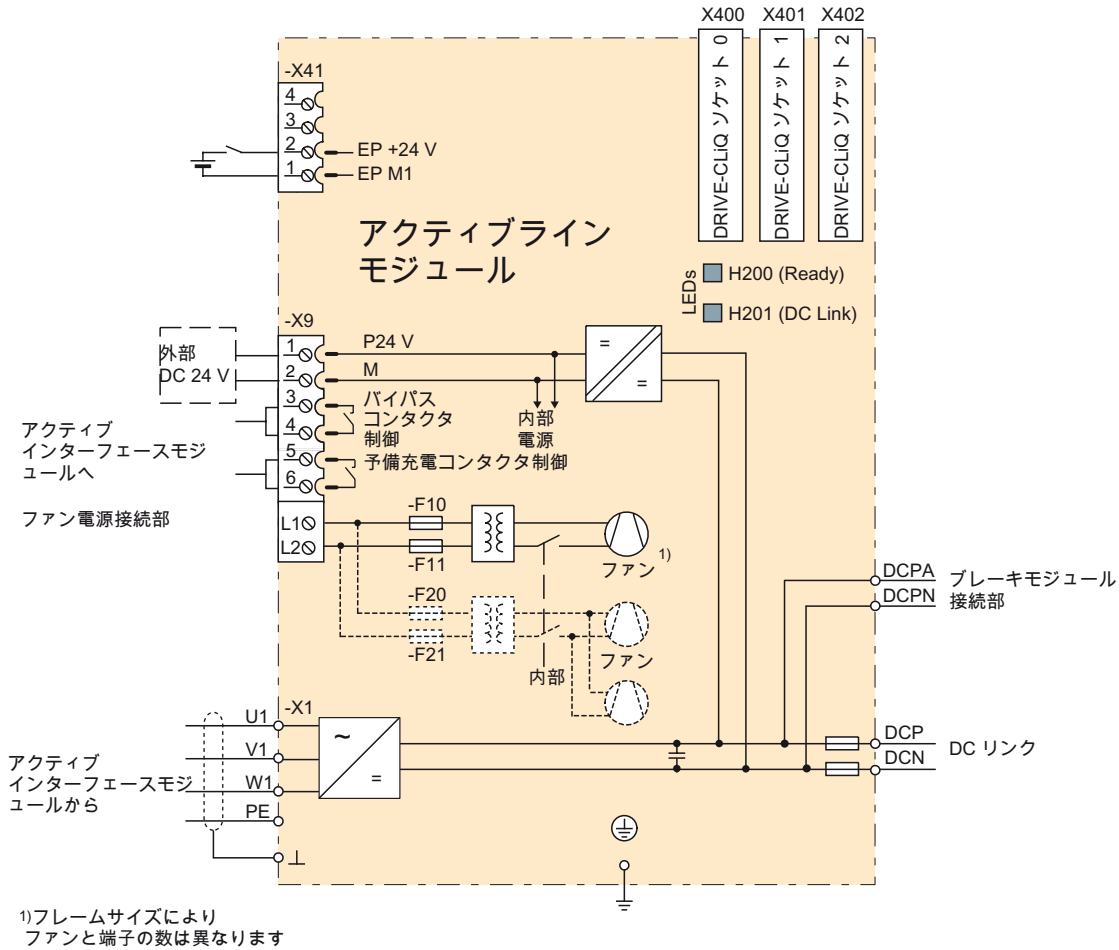 X400
X401
X402
DRIVE-CLiQ ソケット 0
DRIVE-CLiQ ソケット 1
DRIVE-CLiQ ソケット 2
-X41
4
3
2
1
EP +24 V
EP M1
アクティブライン
モジュール
LEDs
H200 (Ready)
H201 (DC Link)
-X9
外部
DC 24 V
1
2
3
4
5
6
P24 V
M
バイパス
コンタクタ
制御
予備充電コンタクタ制御
内部
電源
=
=
アクティブ
インターフェースモジ
ュールへ
ファン電源接続部
L1
L2
-F10
-F11
ファン
1)
-F20
-F21
ファン
内部
DCPA
DCPN
ブレーキモジュール
接続部
-X1
U1
V1
W1
PE
~
=
アクティブ
インターフェースモジ
ュールから
DCP
DCN
DC リンク
1)フレームサイズにより
ファンと端子の数は異なります